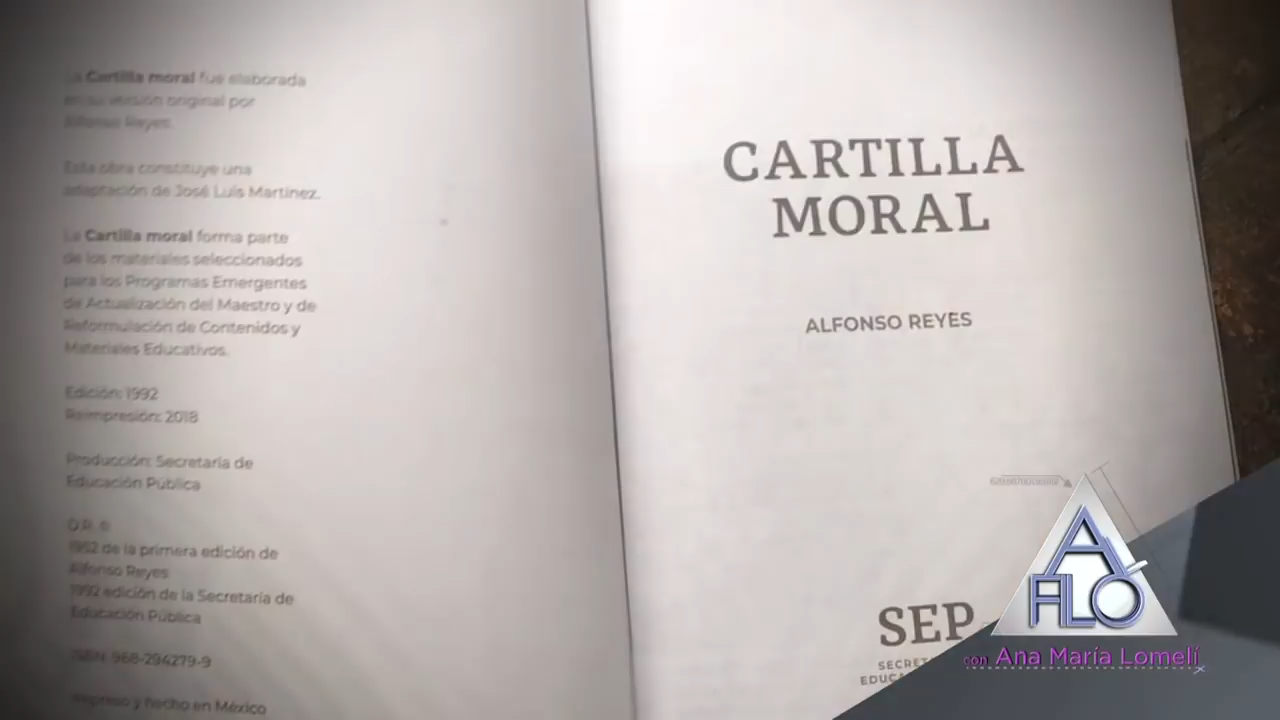 La Cartilla moral fue elaborada
en su versión original por
Alfonso Reyes.
Esta obra constituye una
adaptación de José Luis Martínez.
La Cartilla moral forma parte
de los materiales seleccionados
para los Programas Emergentes
de Actualización del Maestro y de
Reformulación de Contenidos y
Materiales Educativos.
Edición: 1992
Reimpresión: 2018
Producción: Secretaría de
Educación Pública
D.R. ©
1952 de la primera edición de
Alfonso Reyes
1992 edición de la Secretaría de
Educación Pública
ISBN: 968-294279-9
Impreso y hecho en México
CARTILLA
MORAL
ALFONSO REYES
SEP
SECRET
EDUCA
A
FLÓ
con Ana María Lomelí